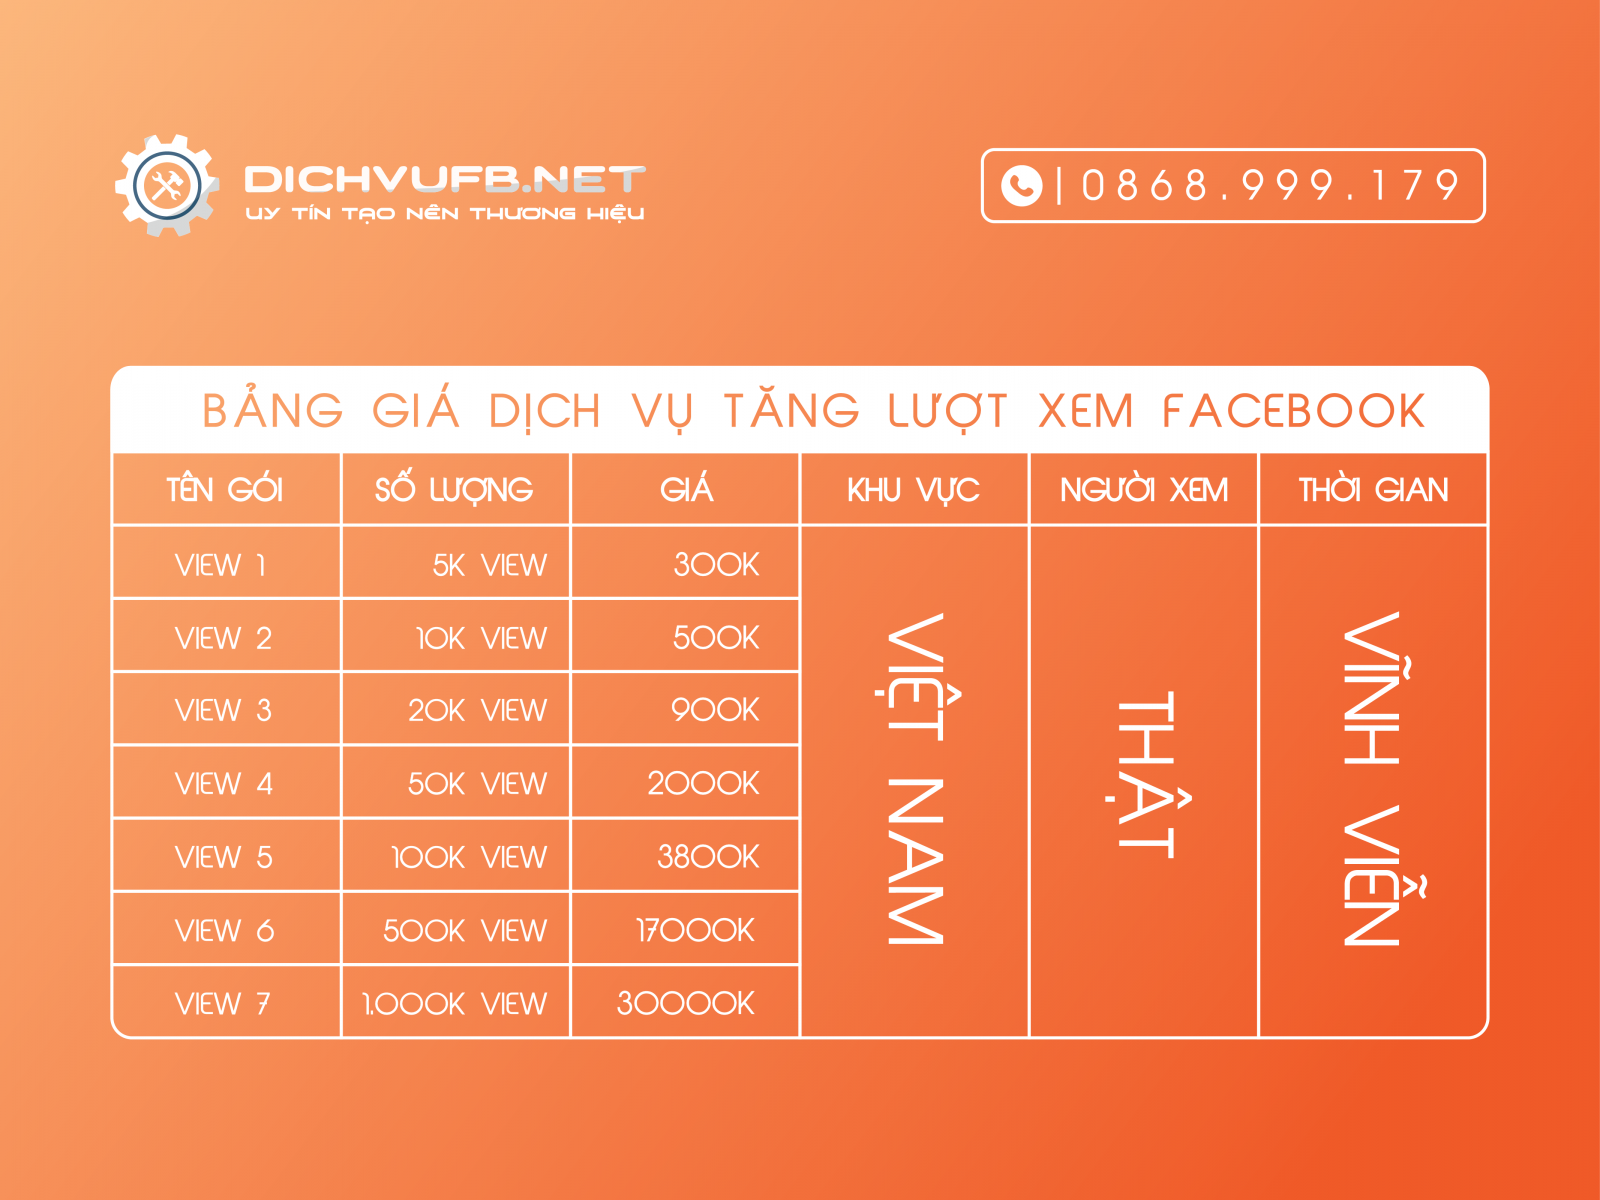 DICHVUFB.NET
UY TÍN TẠO NÊN THƯƠNG HIỆU
| 0868.999.179
BẢNG GIÁ DỊCH VỤ TĂNG LƯỢT XEM FACEBOOK
TÊN GÓI SỐ LƯỢNG GIÁ KHU VỰC NGƯỜI XEM THỜI GIAN
VIEW 1 5K VIEW 300K
VIEW 2 10K VIEW 500K
VIEW 3 20K VIEW 900K
VIEW 4 50K VIEW 2000K
VIEW 5 100K VIEW 3800K
VIEW 6 500K VIEW 17000K
VIEW 7 1.000K VIEW 30000K
VIỆT NAM
THẬT
VĨNH VIỄN